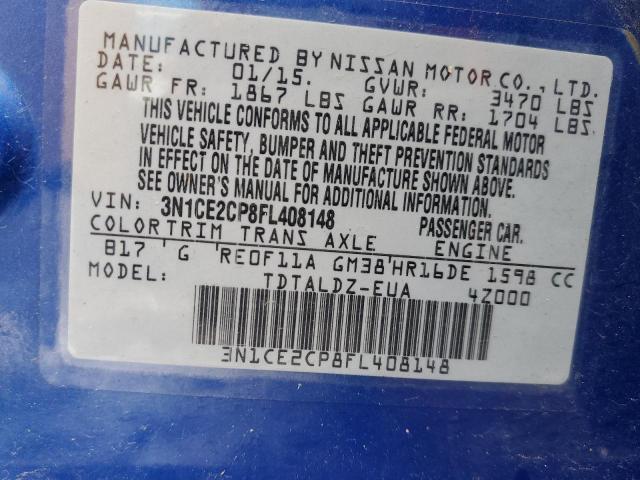 MANUFACTURED BY NISSAN MOTOR CO., LTD.
DATE: 01/15. GVWR: 3470 LBS
GAWR FR: 1867 LBS GAWR RR: 1704 LBS
THIS VEHICLE CONFORMS TO ALL APPLICABLE FEDERAL MOTOR
VEHICLE SAFETY, BUMPER AND THEFT PREVENTION STANDARDS
IN EFFECT ON THE DATE OF MANUFACTURE SHOWN ABOVE.
SEE OWNER'S MANUAL FOR ADDITIONAL INFORMATION.
VIN: 3N1CE2CP8FL408148 PASSENGER CAR.
COLOR TRIM TRANS AXLE ENGINE
B17 G RE0F11A GM38 HR16DE 1598 CC
MODEL: TDTALDZ-EUA 4Z000
3N1CE2CP8FL408148